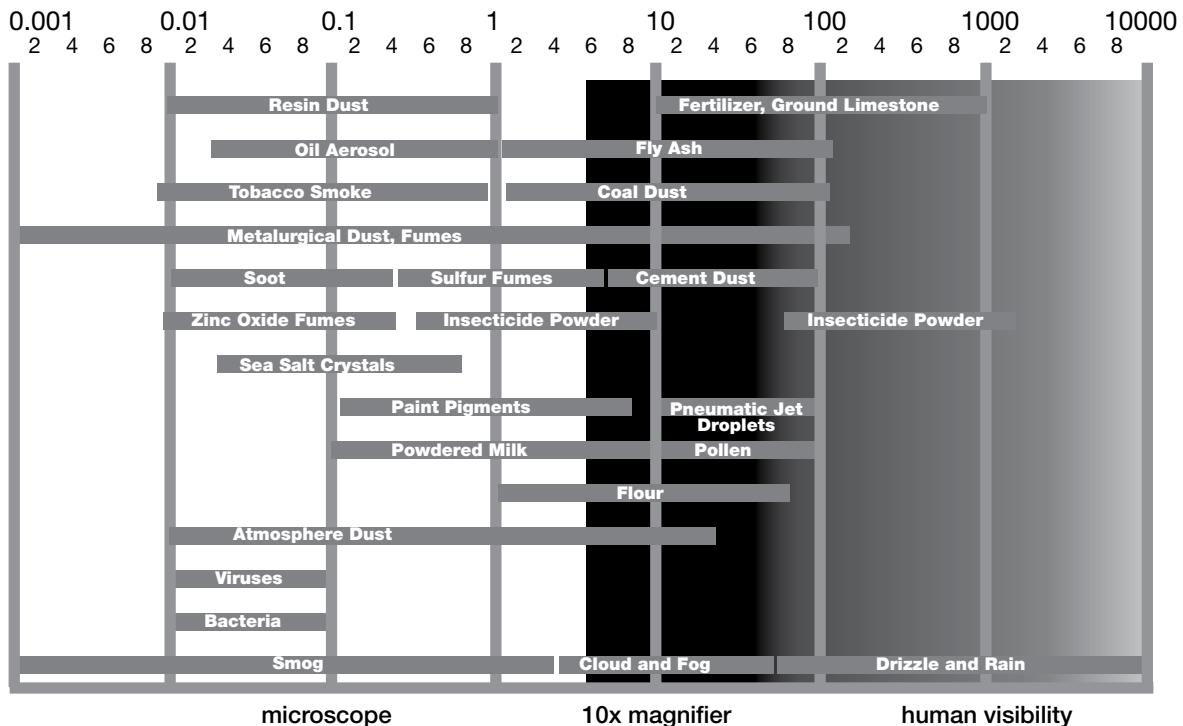 0.001 0.01 0.1 1 10 100 1000 10000
2 4 6 8 2 4 6 8 2 4 6 8 2 4 6 8 2 4 6 8 2 4 6 8 2 4 6 8
Resin Dust Fertilizer, Ground Limestone
Oil Aerosol Fly Ash
Tobacco Smoke Coal Dust
Metalurgical Dust, Fumes
Soot Sulfur Fumes Cement Dust
Zinc Oxide Fumes Insecticide Powder Insecticide Powder
Sea Salt Crystals
Paint Pigments Pneumatic Jet
Droplets
Powdered Milk Pollen
Flour
Atmosphere Dust
Viruses
Bacteria
Smog Cloud and Fog Drizzle and Rain
microscope 10x magnifier human visibility